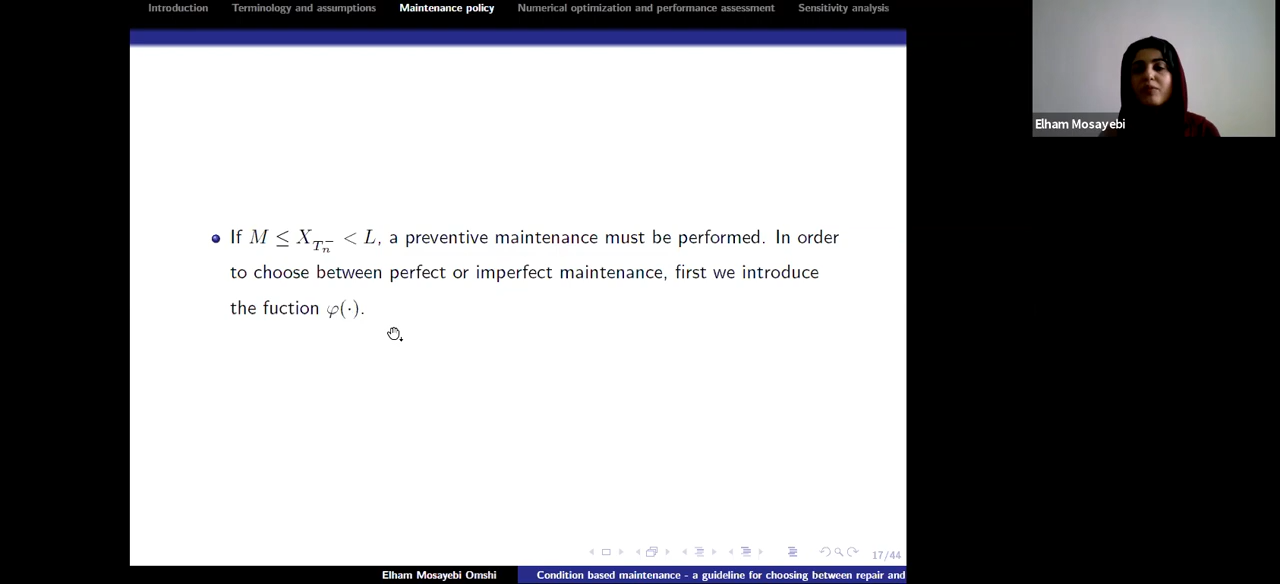 Introduction Terminology and assumptions Maintenance policy Numerical optimization and performance assessment Sensitivity analysis
Elham Mosayebi
If M ≤ X_{T_n^-} < L, a preventive maintenance must be performed. In order
to choose between perfect or imperfect maintenance, first we introduce
the fuction φ(·).
17/44
Elham Mosayebi Omshi Condition based maintenance - a guideline for choosing between repair and